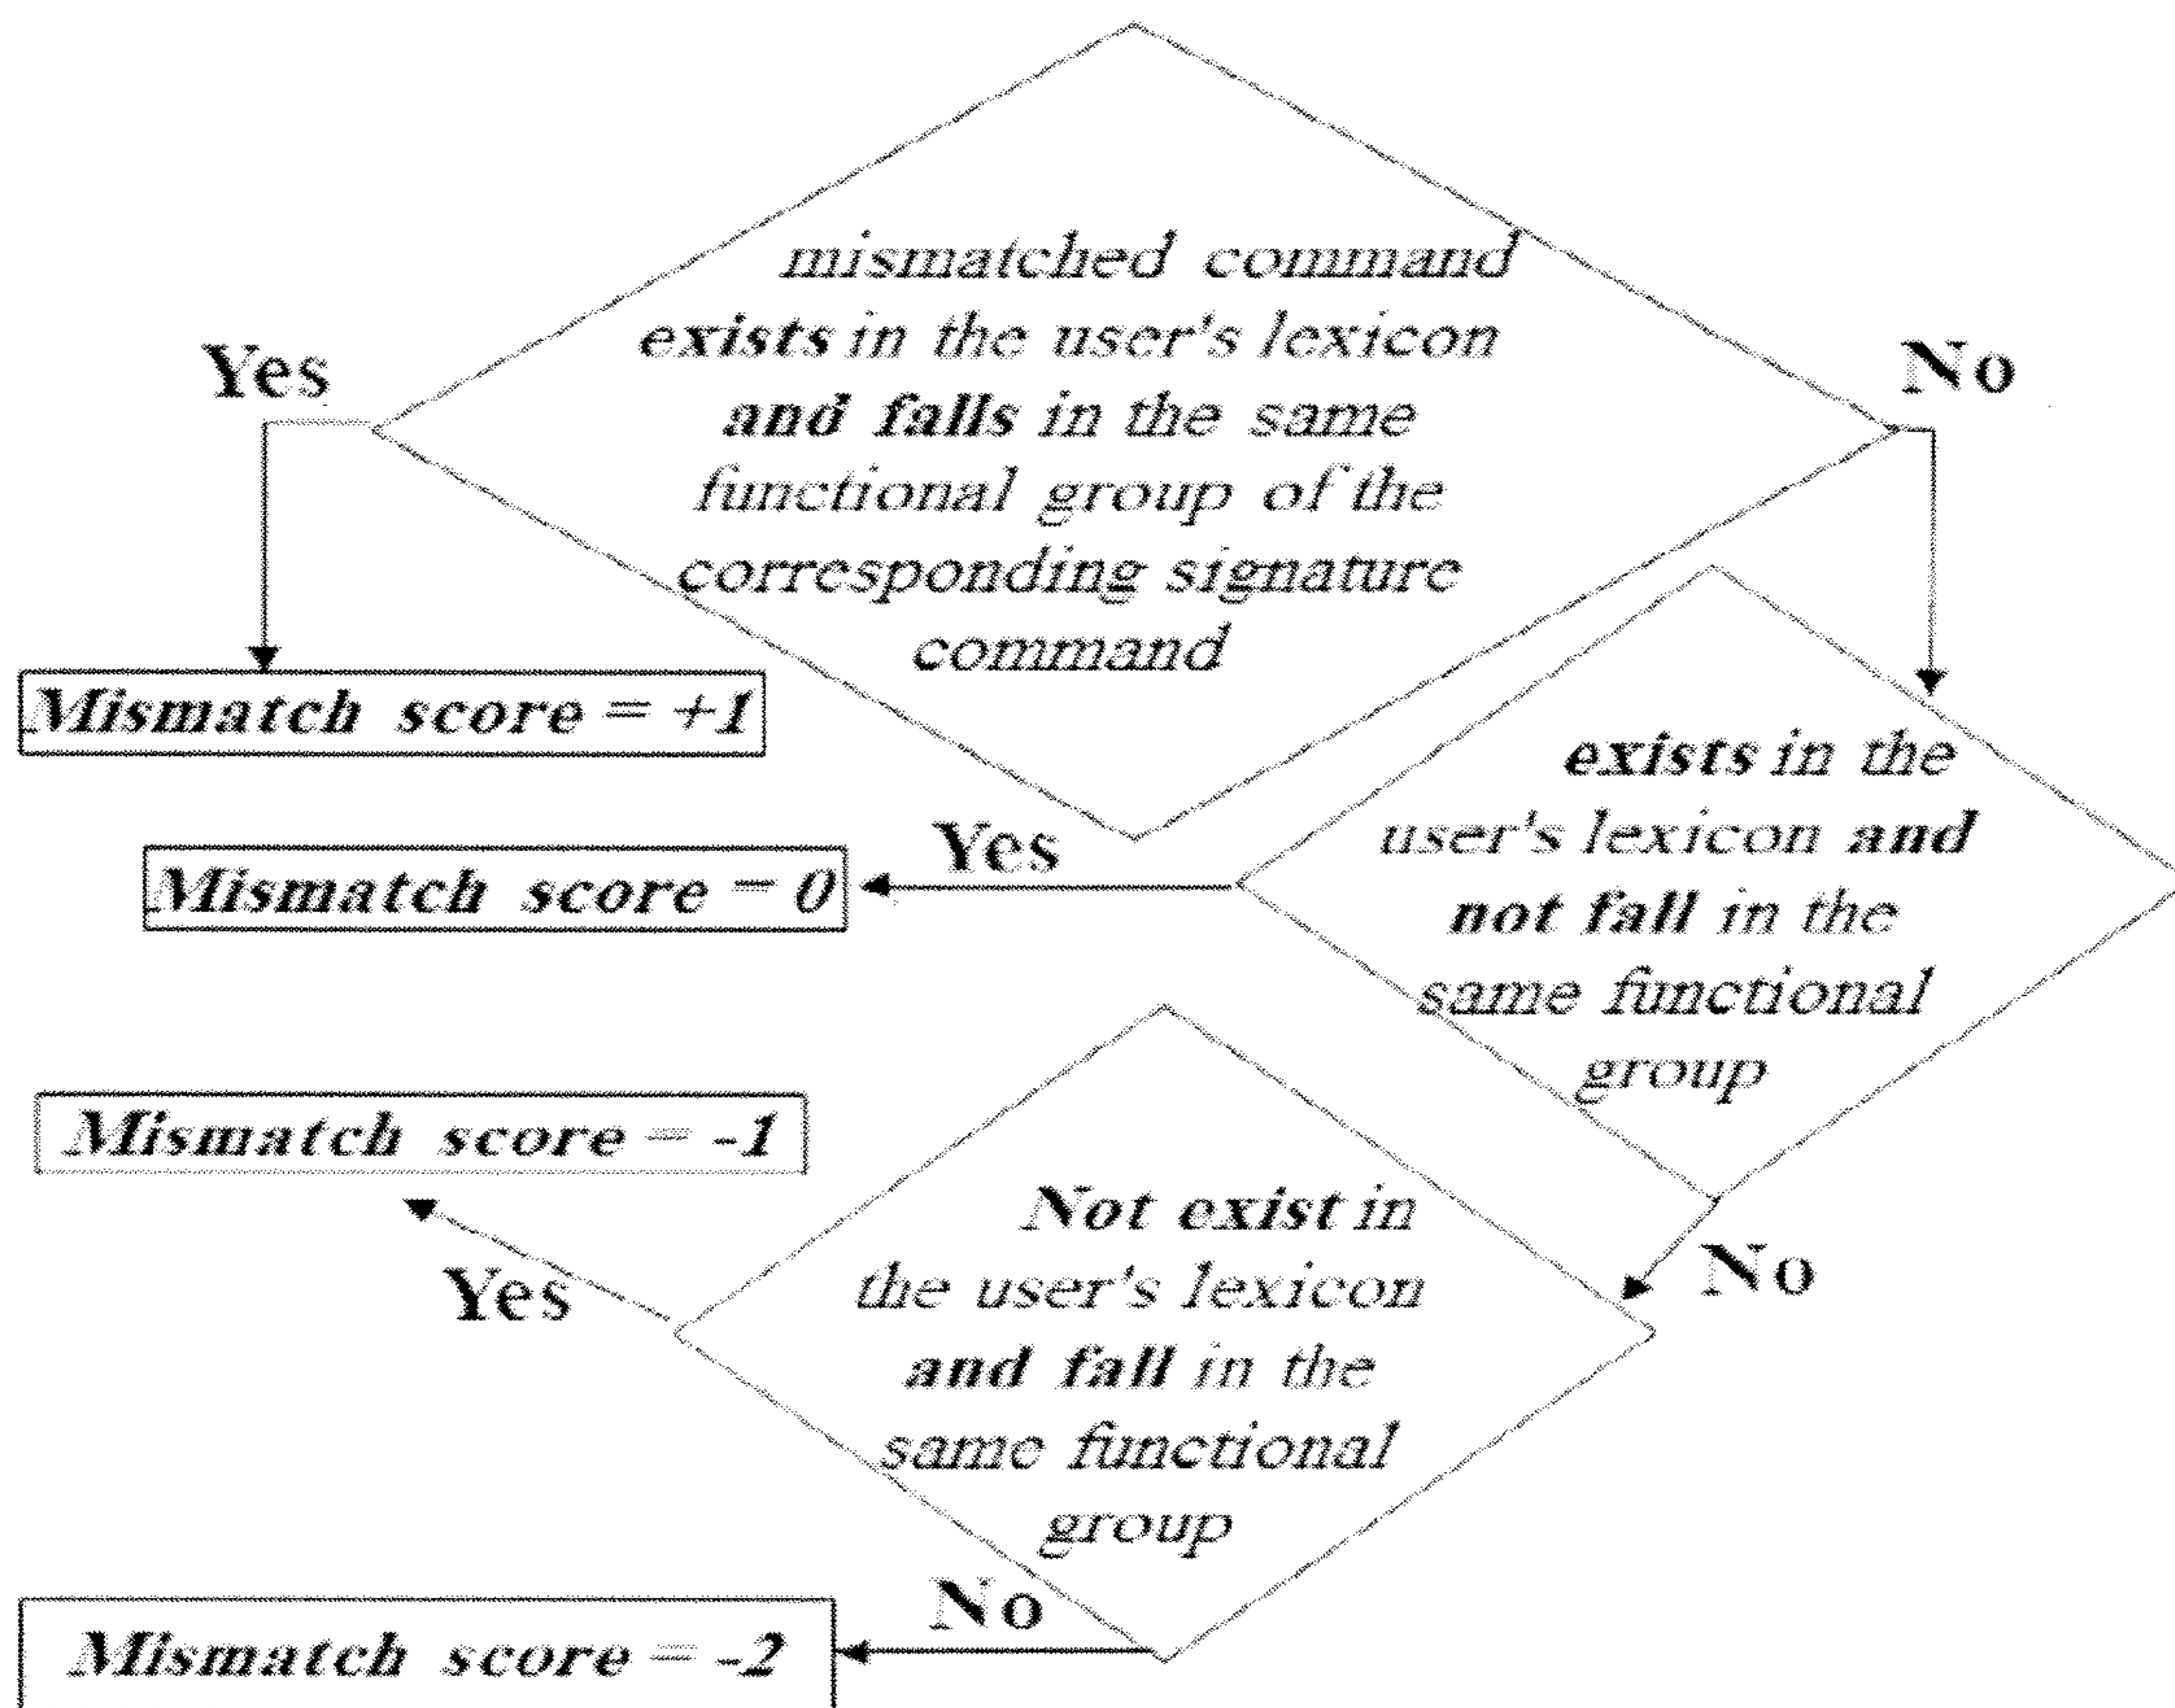 mismatched command
exists in the user's lexicon
and falls in the same
functional group of the
corresponding signature
command
Yes
No
Mismatch score = +1
exists in the
user's lexicon and
not fall in the
same functional
group
Yes
Mismatch score = 0
No
Not exist in
the user's lexicon
and fall in the
same functional
group
Yes
Mismatch score = -1
No
Mismatch score = -2